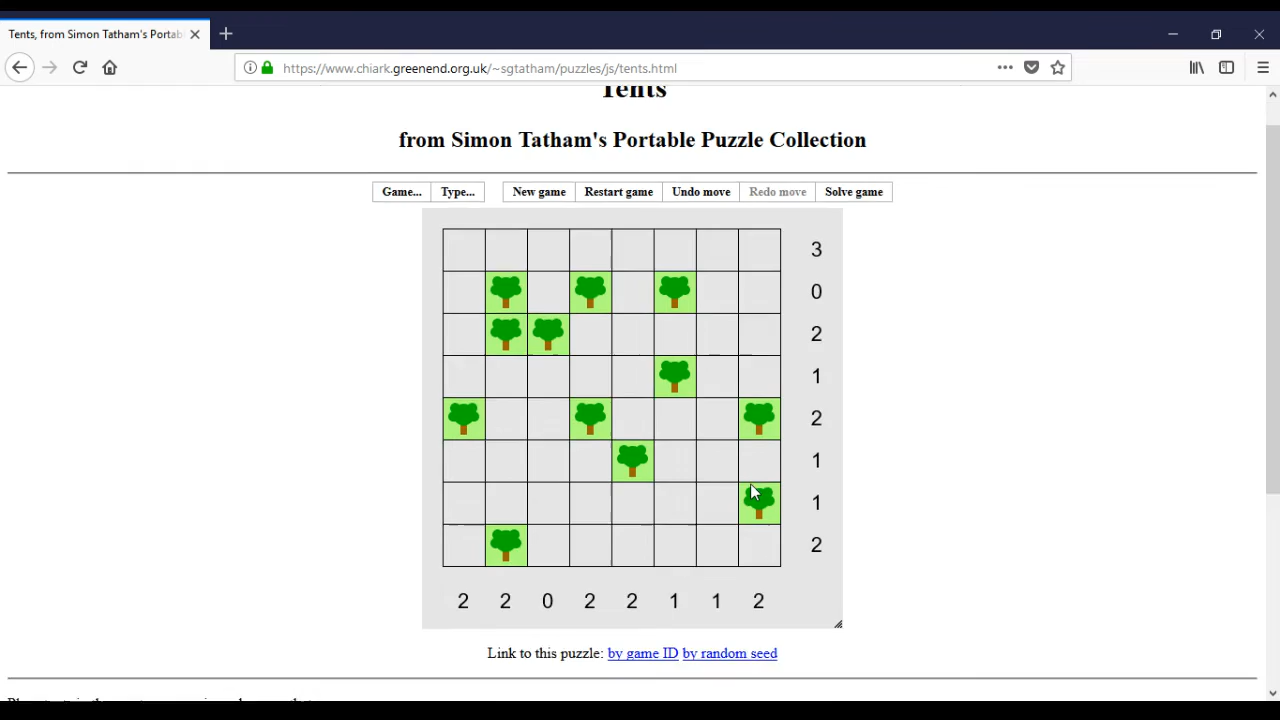 Tents, from Simon Tatham's Portab
https://www.chiark.greenend.org.uk/~sgtatham/puzzles/js/tents.html
Tents
from Simon Tatham's Portable Puzzle Collection
Game... Type... New game Restart game Undo move Redo move Solve game
3
0
2
1
2
1
1
2
2 2 0 2 2 1 1 2
Link to this puzzle: by game ID by random seed